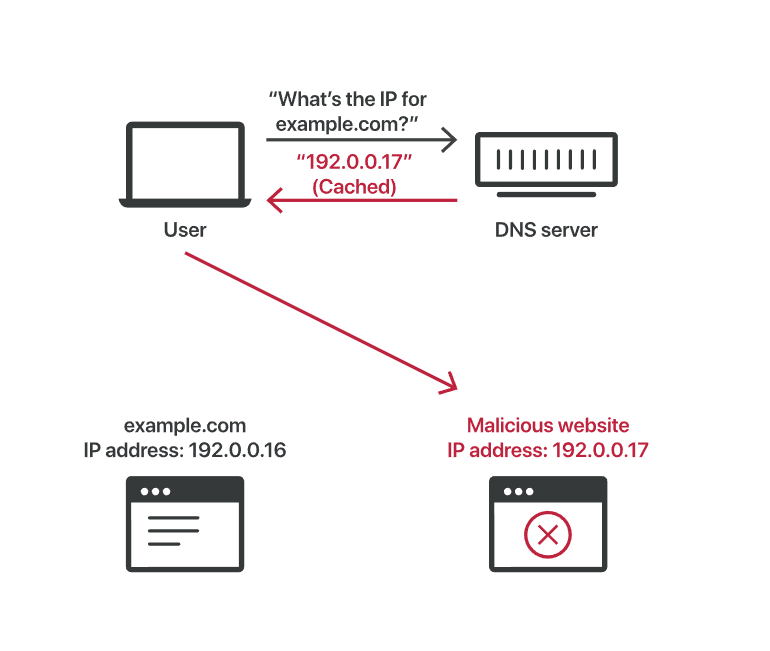 “What’s the IP for
example.com?”
“192.0.0.17”
(Cached)
User
DNS server
example.com
IP address: 192.0.0.16
Malicious website
IP address: 192.0.0.17